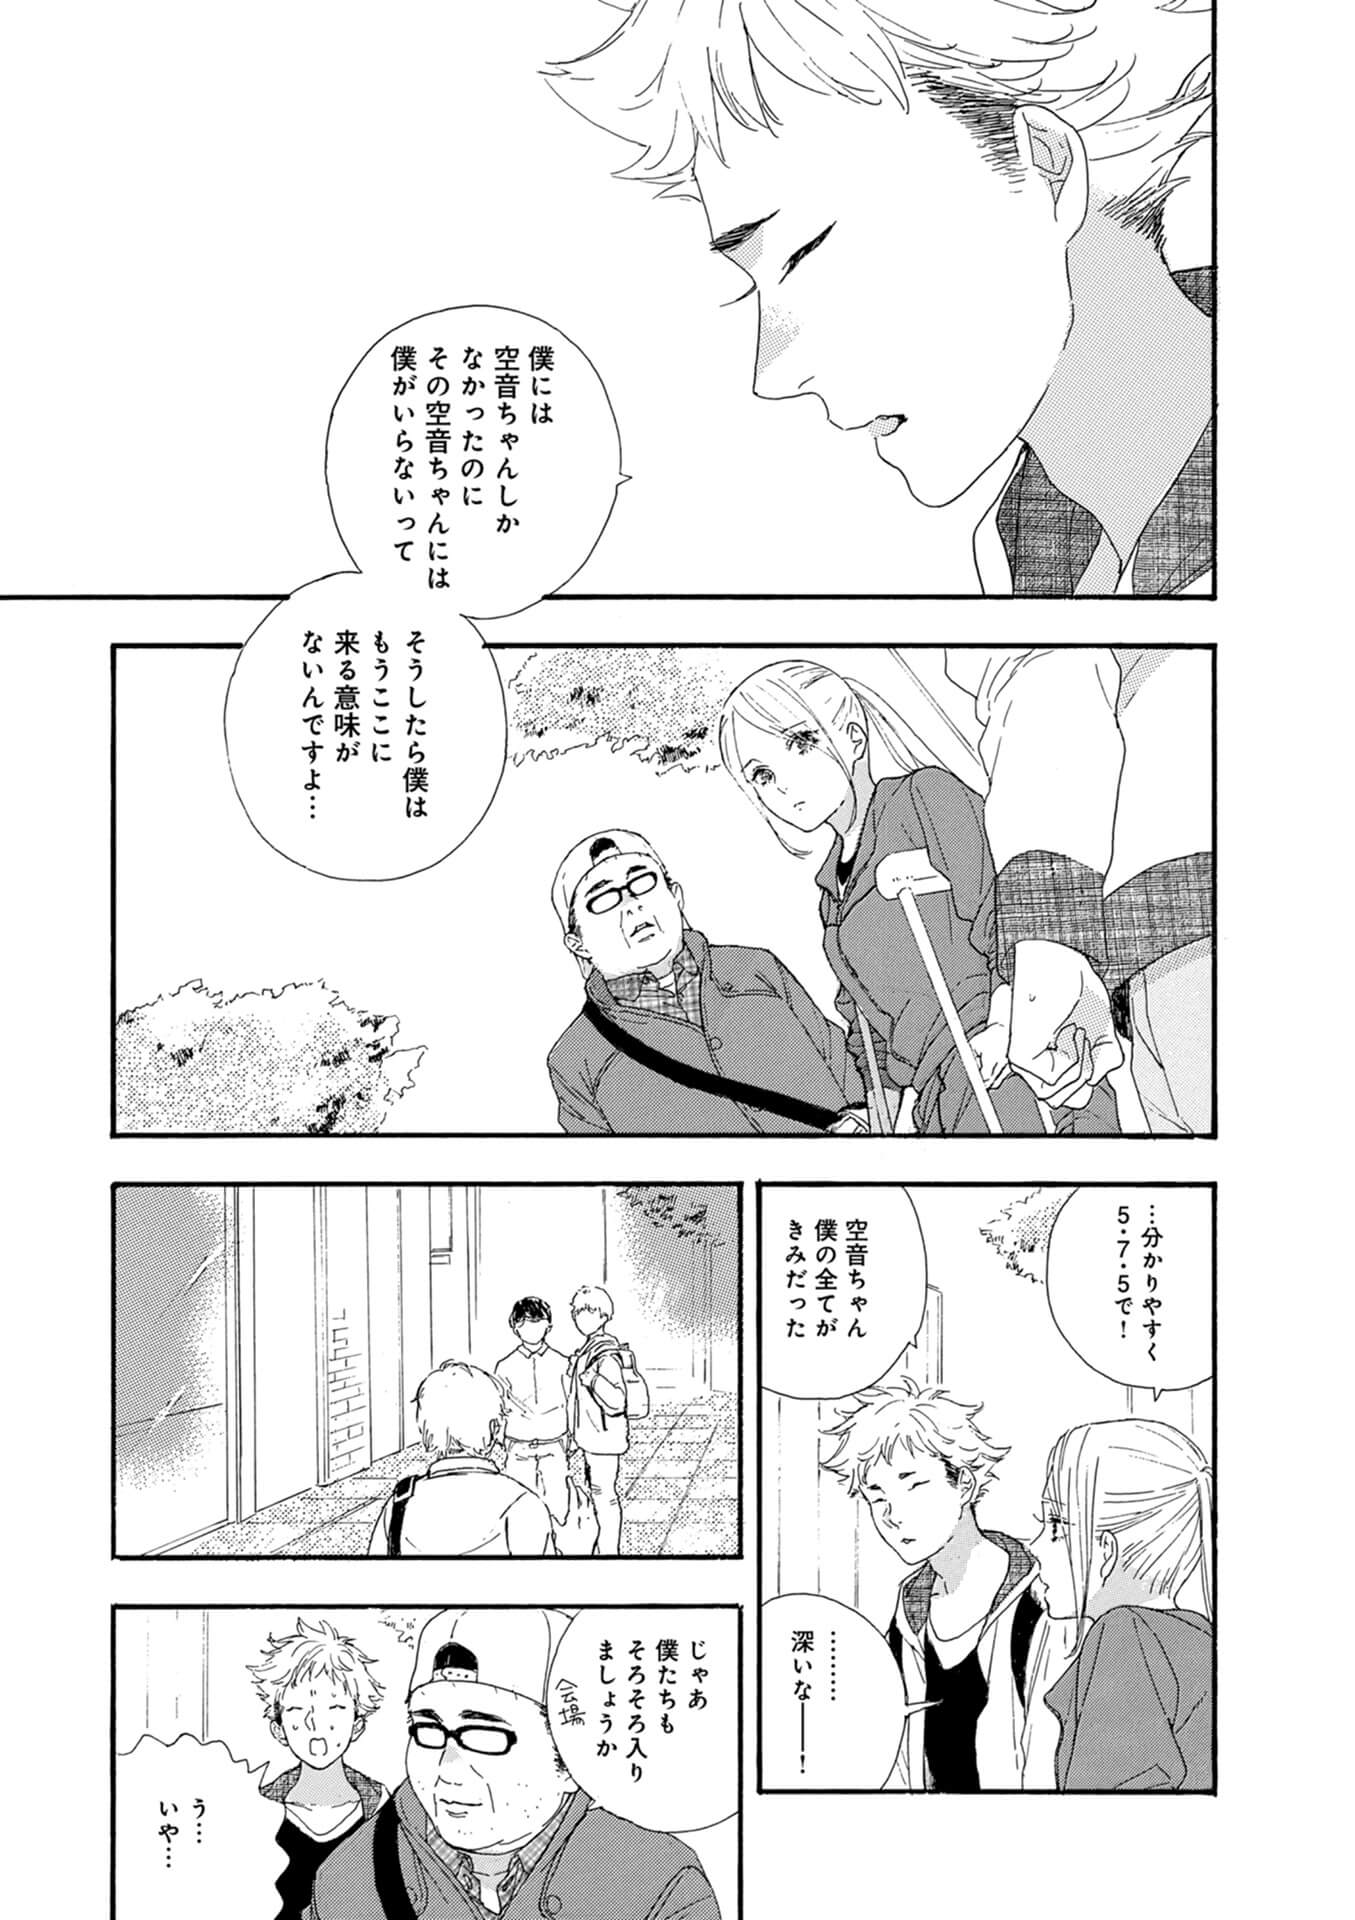 僕には
空音ちゃんしか
なかったのに
その空音ちゃんには
僕がいらないって
そうしたら僕は
もうここに
来る意味が
ないんですよ…
…分かりやすく
5・7・5で！
空音ちゃん
僕の全てが
きみだった
………
深いな――！
じゃあ
僕たちも
そろそろ入り
ましょうか
会場
う…
いや…